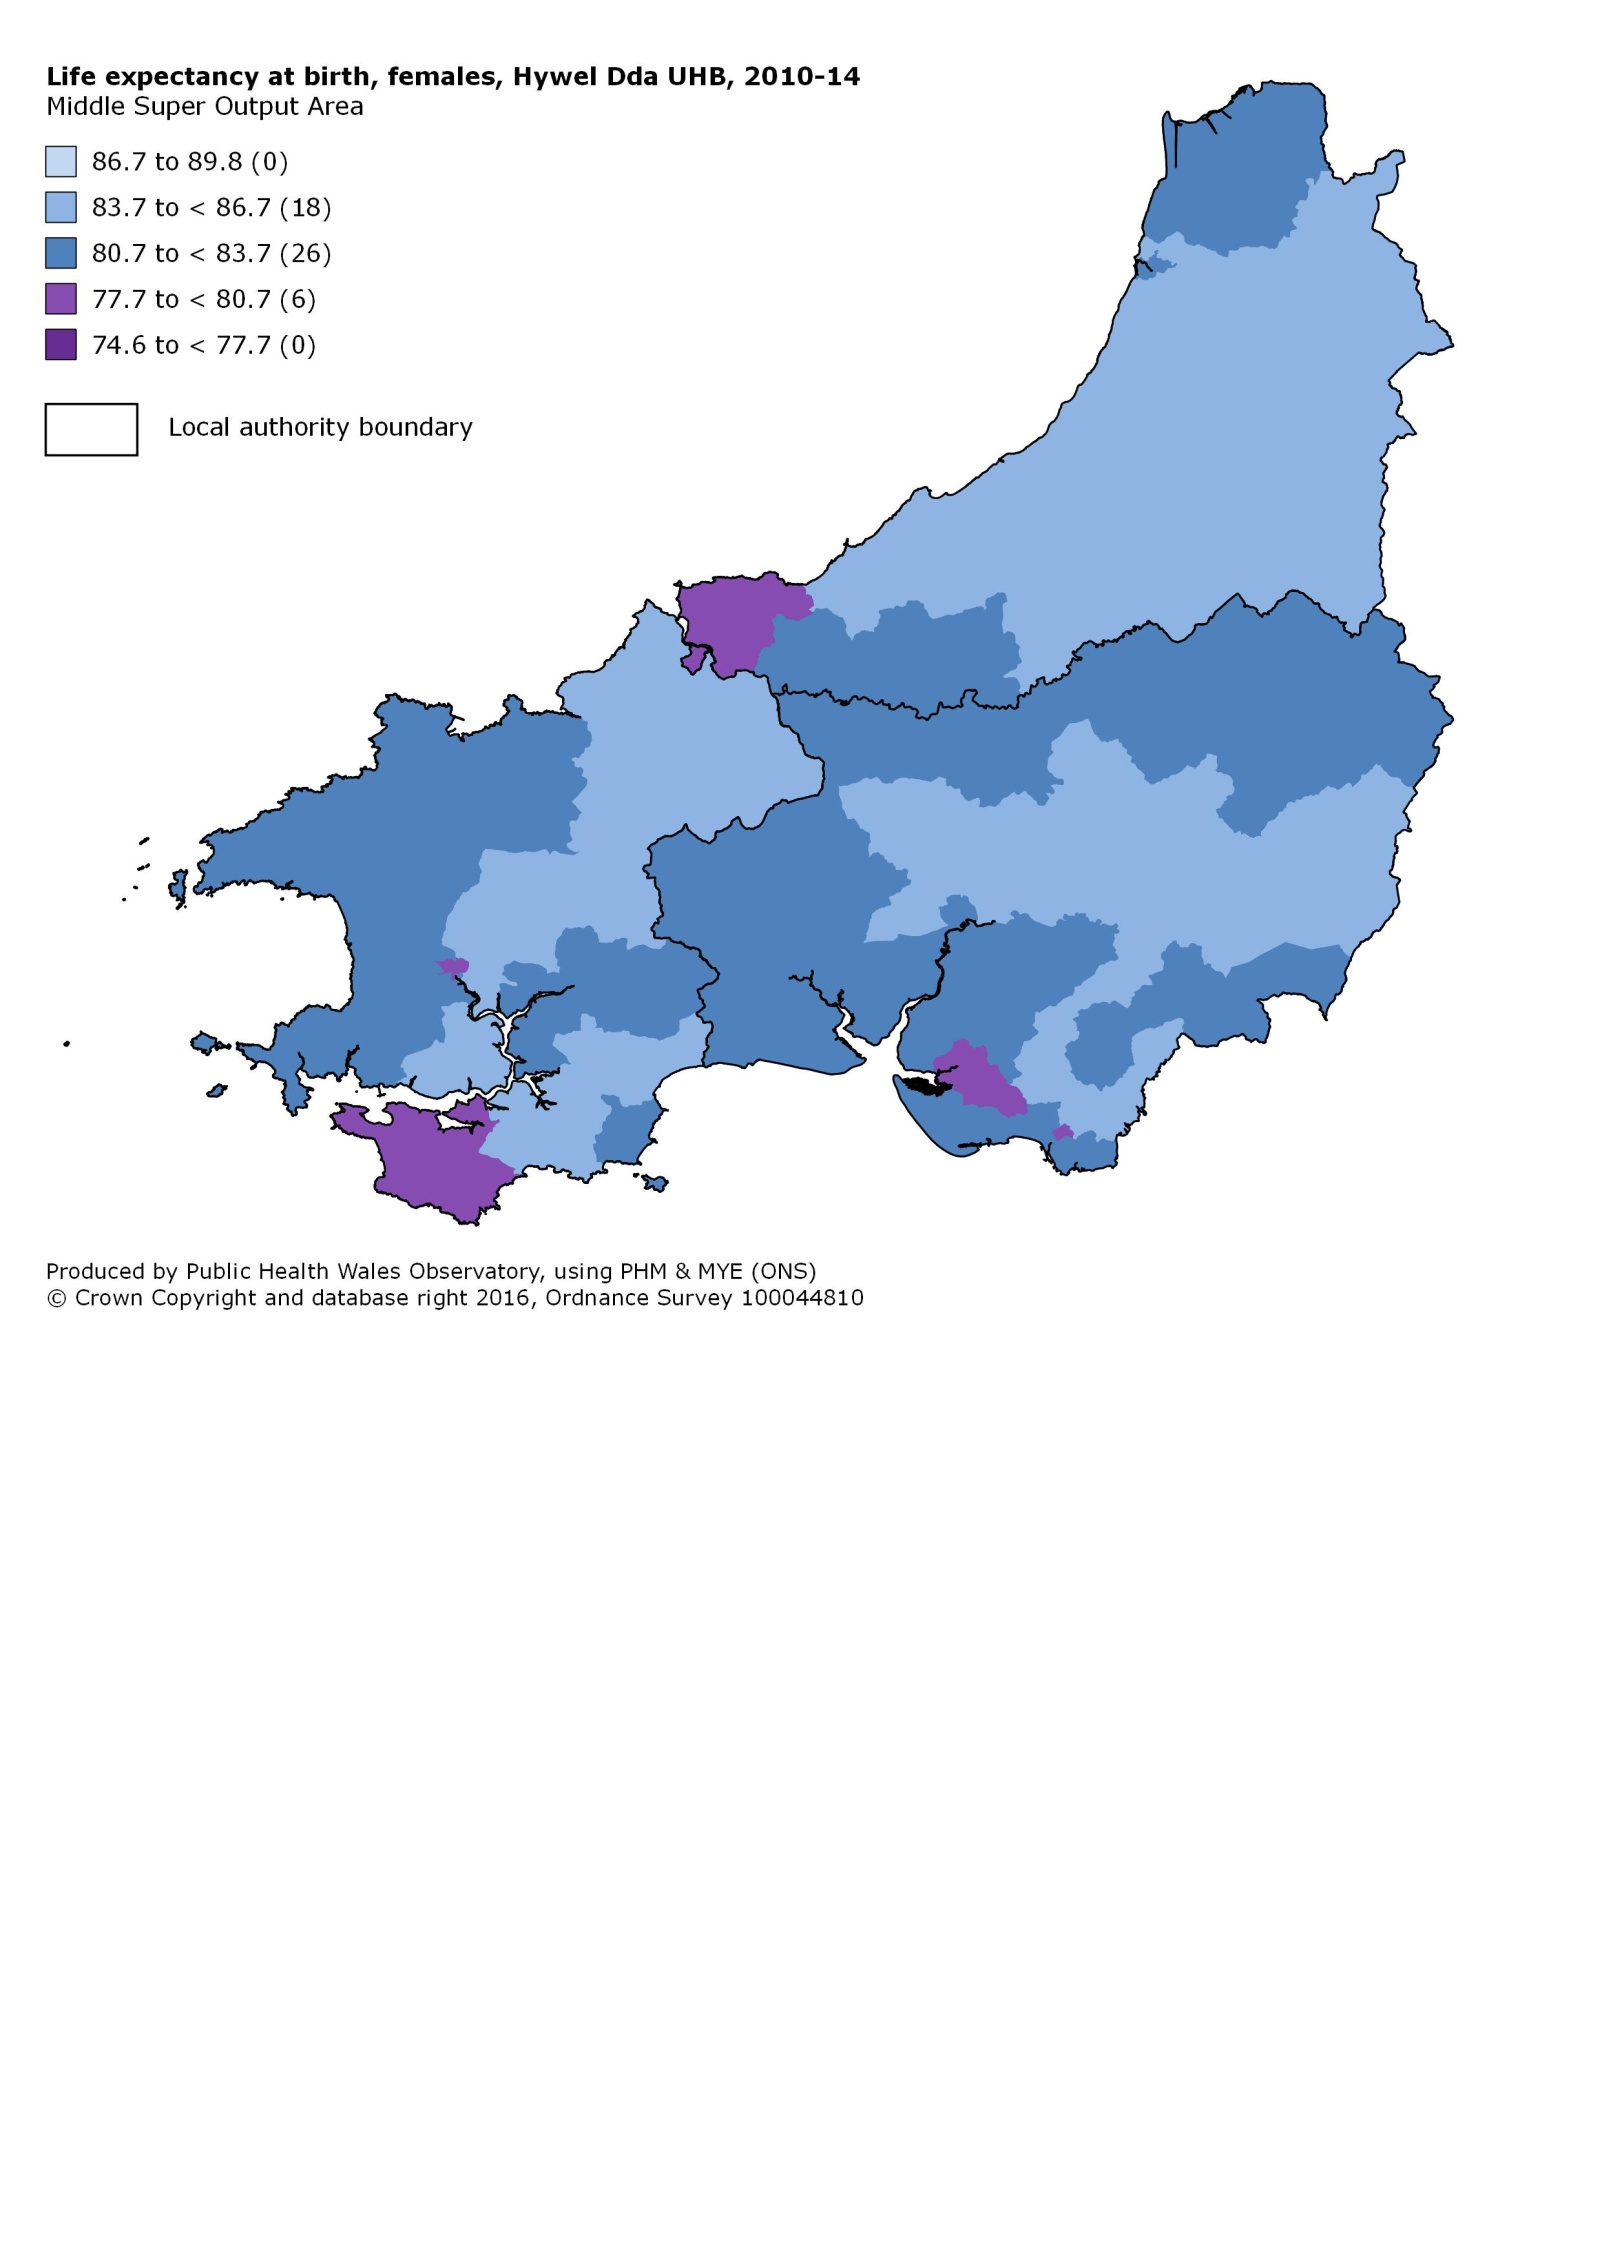 Life expectancy at birth, females, Hywel Dda UHB, 2010-14
Middle Super Output Area
86.7 to 89.8 (0)
83.7 to < 86.7 (18)
80.7 to < 83.7 (26)
77.7 to < 80.7 (6)
74.6 to < 77.7 (0)
Local authority boundary
Produced by Public Health Wales Observatory, using PHM & MYE (ONS)
© Crown Copyright and database right 2016, Ordnance Survey 100044810